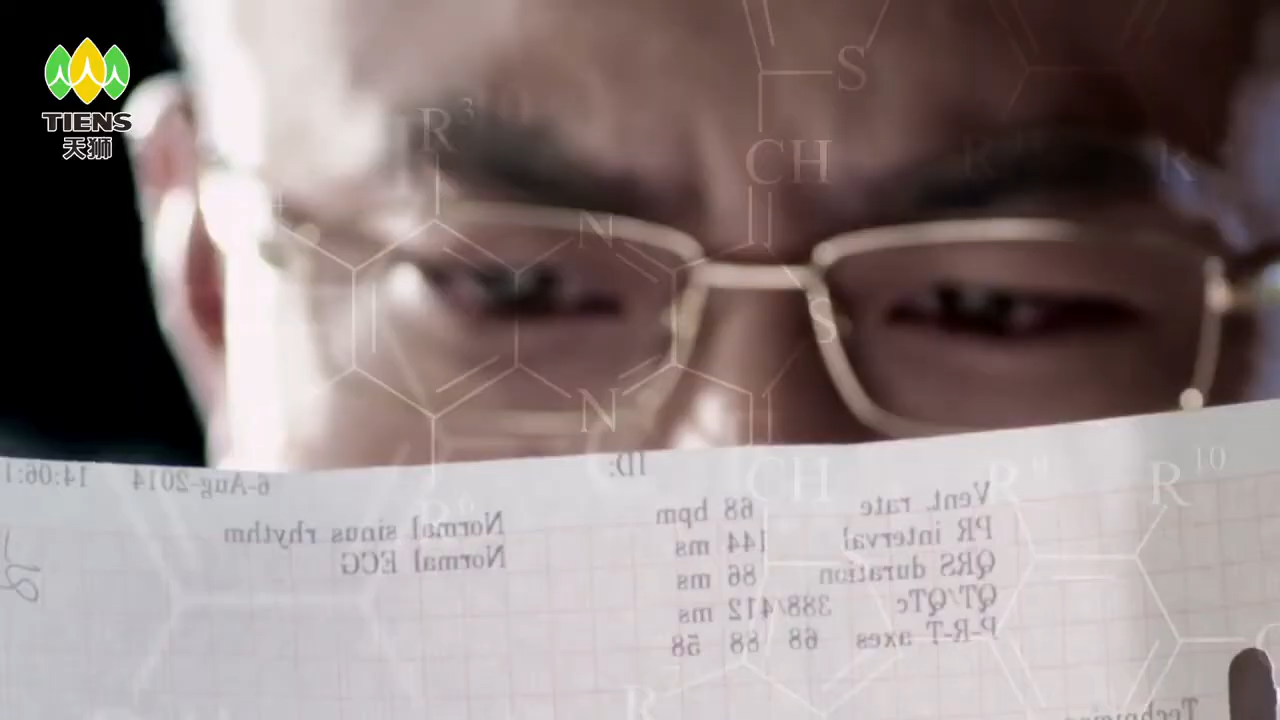 TIENS
天狮
R3
S
CH
N
S
N
CH
R10
R
6-Aug-2014 14:06:1
ID:
Vent. rate 68 bpm
PR interval 144 ms
QRS duration 86 ms
QT/QTc 388/412 ms
P-R-T axes 68 88 58
Normal sinus rhythm
Normal ECG